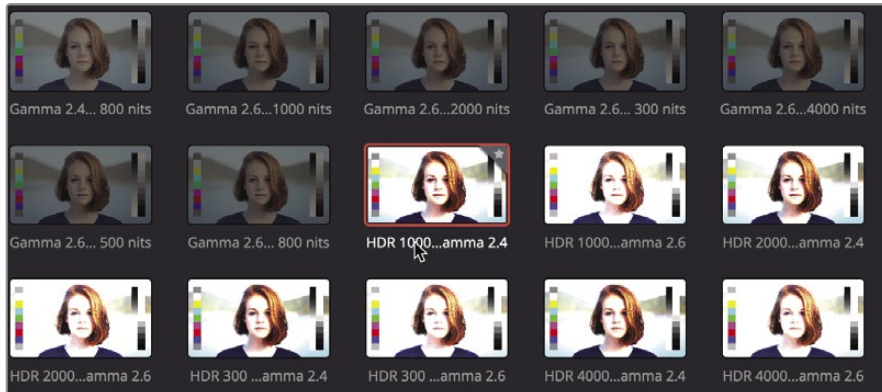 Gamma 2.4... 800 nits
Gamma 2.6...1000 nits
Gamma 2.6...2000 nits
Gamma 2.6... 300 nits
Gamma 2.6...4000 nits
Gamma 2.6... 500 nits
Gamma 2.6... 800 nits
HDR 1000...amma 2.4
HDR 1000...amma 2.6
HDR 2000...amma 2.4
HDR 2000...amma 2.6
HDR 300 ...amma 2.4
HDR 300 ...amma 2.6
HDR 4000...amma 2.4
HDR 4000...amma 2.6